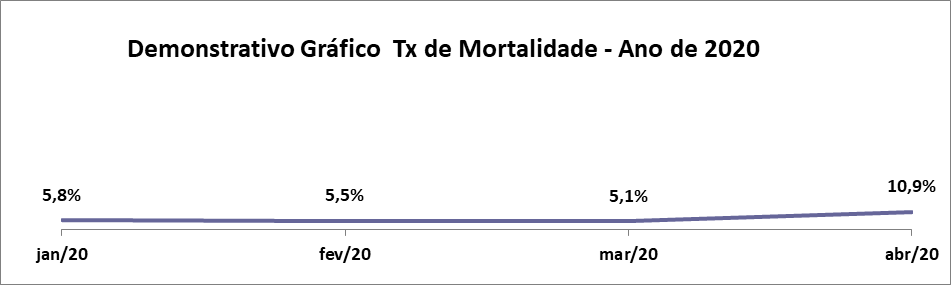 Demonstrativo Gráfico  Tx de Mortalidade - Ano de 2020
5,8%
5,5%
5,1%
10,9%
jan/20
fev/20
mar/20
abr/20